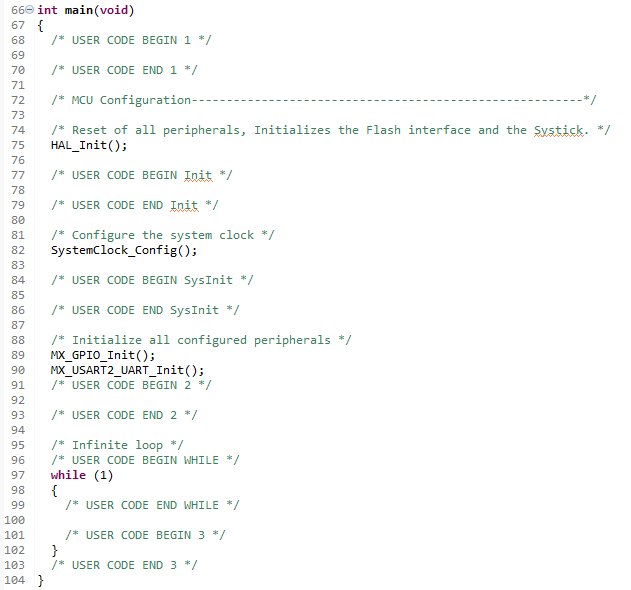 66 int main(void)
67 {
68 /* USER CODE BEGIN 1 */
69
70 /* USER CODE END 1 */
71
72 /* MCU Configuration--------------------------------------------------------*/
73
74 /* Reset of all peripherals, Initializes the Flash interface and the Systick. */
75 HAL_Init();
76
77 /* USER CODE BEGIN Init */
78
79 /* USER CODE END Init */
80
81 /* Configure the system clock */
82 SystemClock_Config();
83
84 /* USER CODE BEGIN SysInit */
85
86 /* USER CODE END SysInit */
87
88 /* Initialize all configured peripherals */
89 MX_GPIO_Init();
90 MX_USART2_UART_Init();
91 /* USER CODE BEGIN 2 */
92
93 /* USER CODE END 2 */
94
95 /* Infinite loop */
96 /* USER CODE BEGIN WHILE */
97 while (1)
98 {
99 /* USER CODE END WHILE */
100
101 /* USER CODE BEGIN 3 */
102 }
103 /* USER CODE END 3 */
104 }